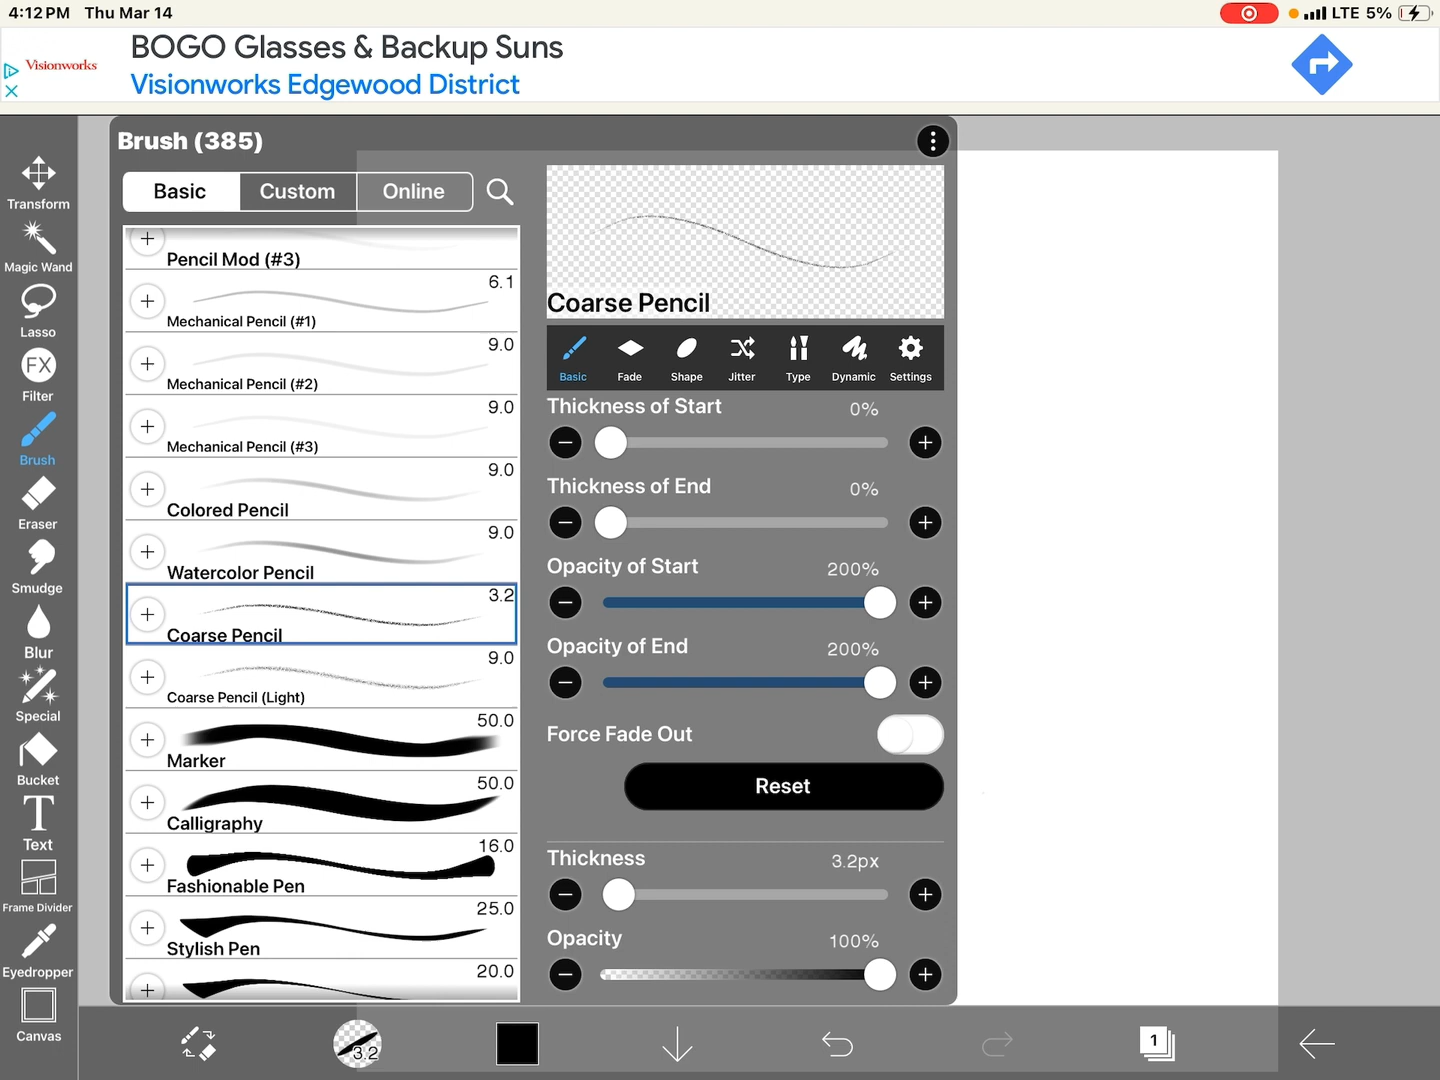 4:12 PM Thu Mar 14
LTE 5%
Visionworks
BOGO Glasses & Backup Suns
Visionworks Edgewood District
Brush (385)
Basic
Custom
Online
Pencil Mod (#3)
6.1
Mechanical Pencil (#1)
9.0
Mechanical Pencil (#2)
9.0
Mechanical Pencil (#3)
9.0
Colored Pencil
9.0
Watercolor Pencil
3.2
Coarse Pencil
9.0
Coarse Pencil (Light)
50.0
Marker
50.0
Calligraphy
16.0
Fashionable Pen
25.0
Stylish Pen
20.0
Coarse Pencil
Basic
Fade
Shape
Jitter
Type
Dynamic
Settings
Thickness of Start
0%
Thickness of End
0%
Opacity of Start
200%
Opacity of End
200%
Force Fade Out
Reset
Thickness
3.2px
Opacity
100%
Transform
Magic Wand
Lasso
FX
Filter
Brush
Eraser
Smudge
Blur
Special
Bucket
T
Text
Frame Divider
Eyedropper
Canvas
3.2
1